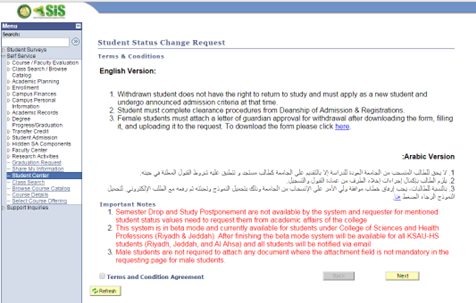 SIS
Menu
Search:
Student Surveys
Self Service
Course / Faculty Evaluation
Class Search / Browse
Catalog
Academic Planning
Enrollment
Campus Finances
Campus Personal
Information
Academic Records
Degree
Progress/Graduation
Transfer Credit
Student Admission
Hidden SA Components
Faculty Center
Research Activities
Graduation Request
Share My Information
Student Center
Class Search
Browse Course Catalog
Course Details
Select Course Offering
Support Inquiries
Student Status Change Request
Terms & Conditions
English Version:
1. Withdrawn student does not have the right to return to study and must apply as a new student and
undergo announced admission criteria at that time.
2. Student must complete clearance procedures from Deanship of Admission & Registrations.
3. Female students must attach a letter of guardian approval for withdrawal after downloading the form, filling
it, and uploading it to the request. To download the form please click here.
:Arabic Version
1. لا يحق للطالب المنسحب من الجامعة العودة للدراسة إلا بالتقديم على الجامعة كطالب مستجد و تنطبق عليه شروط القبول المعلنة في حينه.
2. يلزم الطالب بإكمال إجراءات إخلاء الطرف من عمادة القبول و التسجيل.
3. بالنسبة للطالبات، يجب إرفاق خطاب موافقة ولي الأمر على الانسحاب من الجامعة وذلك بتحميل النموذج وتعبئته ثم رفعه مع الطلب الإلكتروني. لتحميل
النموذج الرجاء الضغط هنا.
Important Notes
1. Semester Drop and Study Postponement are not available by the system and requester for mentioned
student status values need to request them from academic affairs of the college
2. This system is in beta mode and currently available for students under College of Sciences and Health
Professions (Riyadh & Jeddah). After finishing the beta mode system will be available for all KSAU-HS
students (Riyadh, Jeddah, and Al Ahsa) and all students will be notified via email
3. Male students are not required to attach any document where the attachment field is not mandatory in the
requesting page for male students.
Terms and Condition Agreement
Back
Next
Refresh